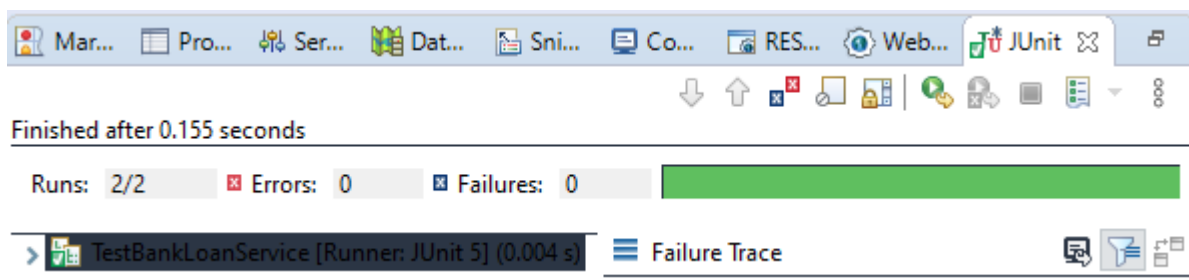 Mar... Pro... Ser... Dat... Sni... Co... RES... Web... JUnit
Finished after 0.155 seconds
Runs: 2/2 Errors: 0 Failures: 0
TestBankLoanService [Runner: JUnit 5] (0.004 s) Failure Trace